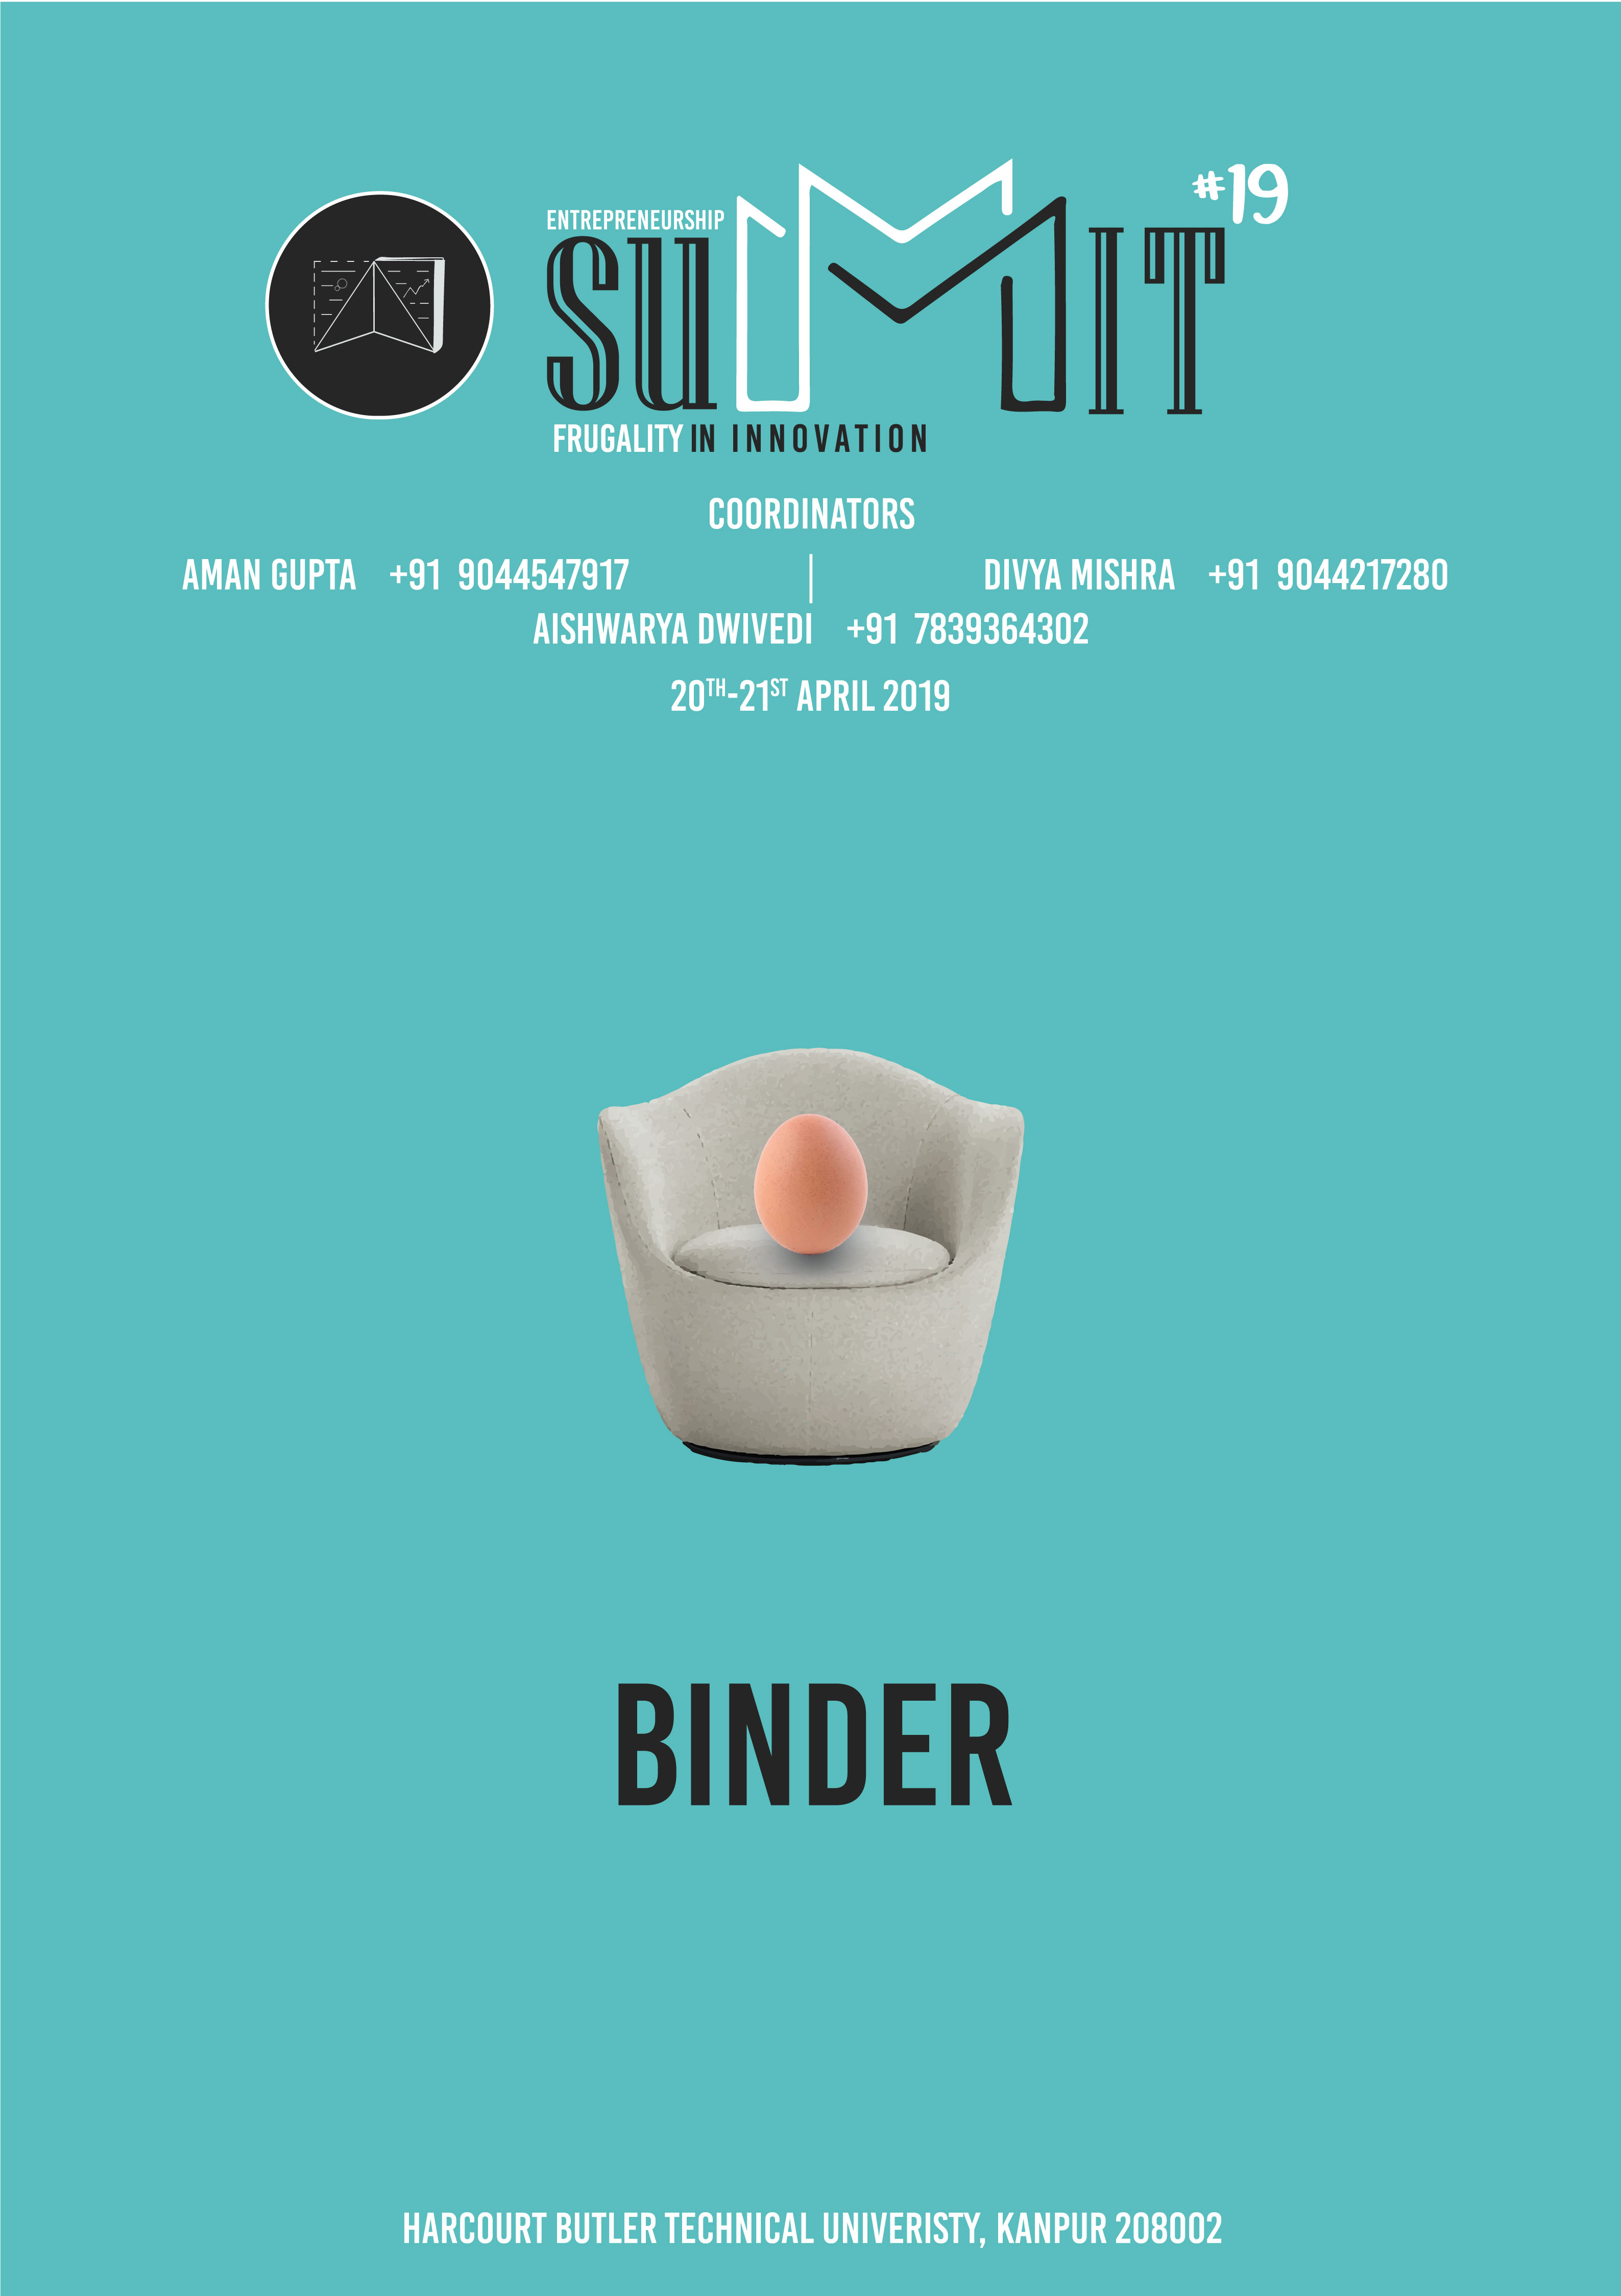 ENTREPRENEURSHIP
SUMMIT #19
FRUGALITY IN INNOVATION
COORDINATORS
AMAN GUPTA +91 9044547917 | DIVYA MISHRA +91 9044217280
AISHWARYA DWIVEDI +91 7839364302
20TH-21ST APRIL 2019
BINDER
HARCOURT BUTLER TECHNICAL UNIVERISTY, KANPUR 208002